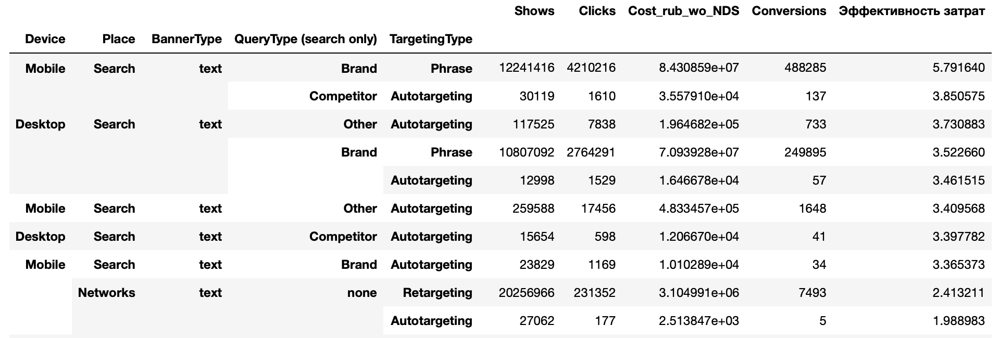 Shows Clicks Cost_rub_wo_NDS Conversions Эффективность затрат
Device Place BannerType QueryType (search only) TargetingType
Mobile Search text Brand Phrase 12241416 4210216 8.430859e+07 488285 5.791640
Competitor Autotargeting 30119 1610 3.557910e+04 137 3.850575
Desktop Search text Other Autotargeting 117525 7838 1.964682e+05 733 3.730883
Brand Phrase 10807092 2764291 7.093928e+07 249895 3.522660
Autotargeting 12998 1529 1.646678e+04 57 3.461515
Mobile Search text Other Autotargeting 259588 17456 4.833457e+05 1648 3.409568
Desktop Search text Competitor Autotargeting 15654 598 1.206670e+04 41 3.397782
Mobile Search text Brand Autotargeting 23829 1169 1.010289e+04 34 3.365373
Networks text none Retargeting 20256966 231352 3.104991e+06 7493 2.413211
Autotargeting 27062 177 2.513847e+03 5 1.988983